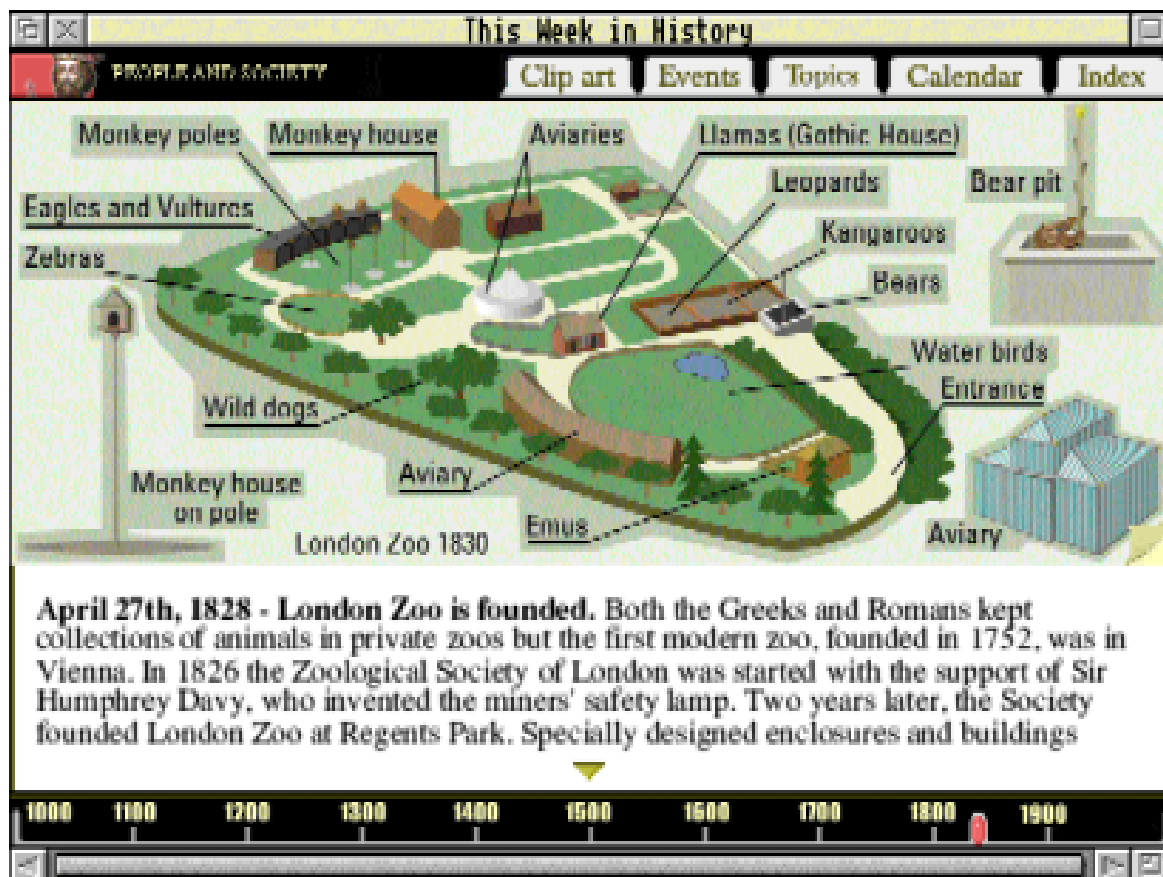 This Week in History
PEOPLE AND SOCIETY
Clip art
Events
Topics
Calendar
Index
Monkey poles
Monkey house
Aviaries
Llamas (Gothic House)
Leopards
Bear pit
Eagles and Vultures
Kangaroos
Zebras
Bears
Water birds
Entrance
Wild dogs
Aviary
Monkey house
on pole
Emus
Aviary
London Zoo 1830
April 27th, 1828 - London Zoo is founded. Both the Greeks and Romans kept
collections of animals in private zoos but the first modern zoo, founded in 1752, was in
Vienna. In 1826 the Zoological Society of London was started with the support of Sir
Humphrey Davy, who invented the miners' safety lamp. Two years later, the Society
founded London Zoo at Regents Park. Specially designed enclosures and buildings
1000 1100 1200 1300 1400 1500 1600 1700 1800 1900